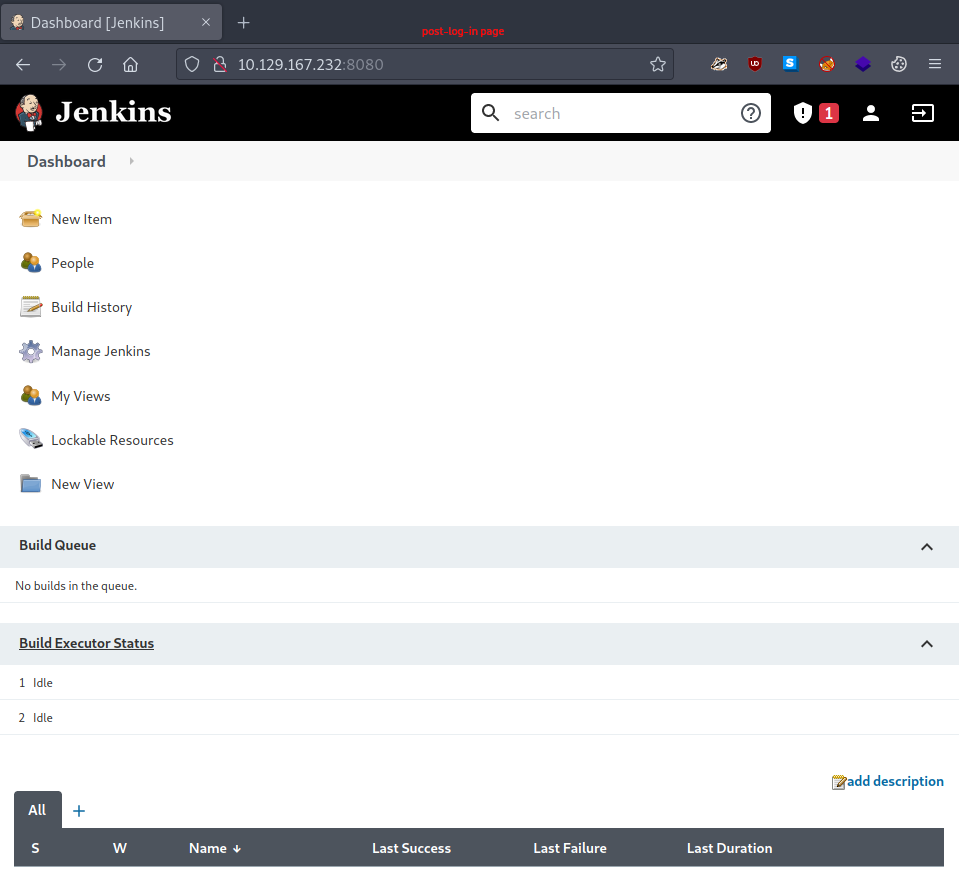 Dashboard [Jenkins]
post-log-in page
10.129.167.232:8080
UD
S
Jenkins
search
1
Dashboard
New Item
People
Build History
Manage Jenkins
My Views
Lockable Resources
New View
Build Queue
No builds in the queue.
Build Executor Status
1 Idle
2 Idle
add description
All
S W Name ↓ Last Success Last Failure Last Duration